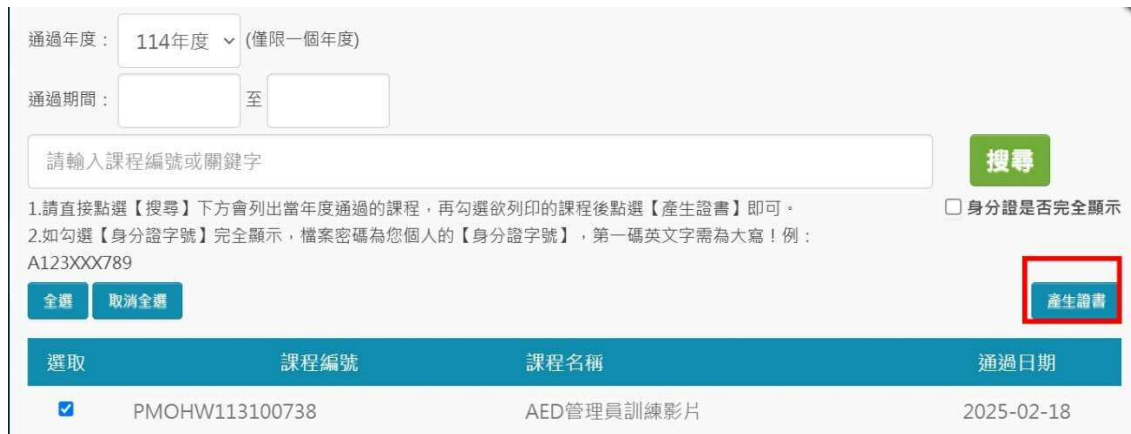 通過年度： 114年度 (僅限一個年度)
通過期間： 至
請輸入課程編號或關鍵字 搜尋
1.請直接點選【搜尋】下方會列出當年度通過的課程，再勾選欲列印的課程後點選【產生證書】即可。 身分證是否完全顯示
2.如勾選【身分證字號】完全顯示，檔案密碼為您個人的【身分證字號】，第一碼英文字需為大寫！例：
A123XXX789
全選 取消全選 產生證書
選取 課程編號 課程名稱 通過日期
PMOHW113100738 AED管理員訓練影片 2025-02-18